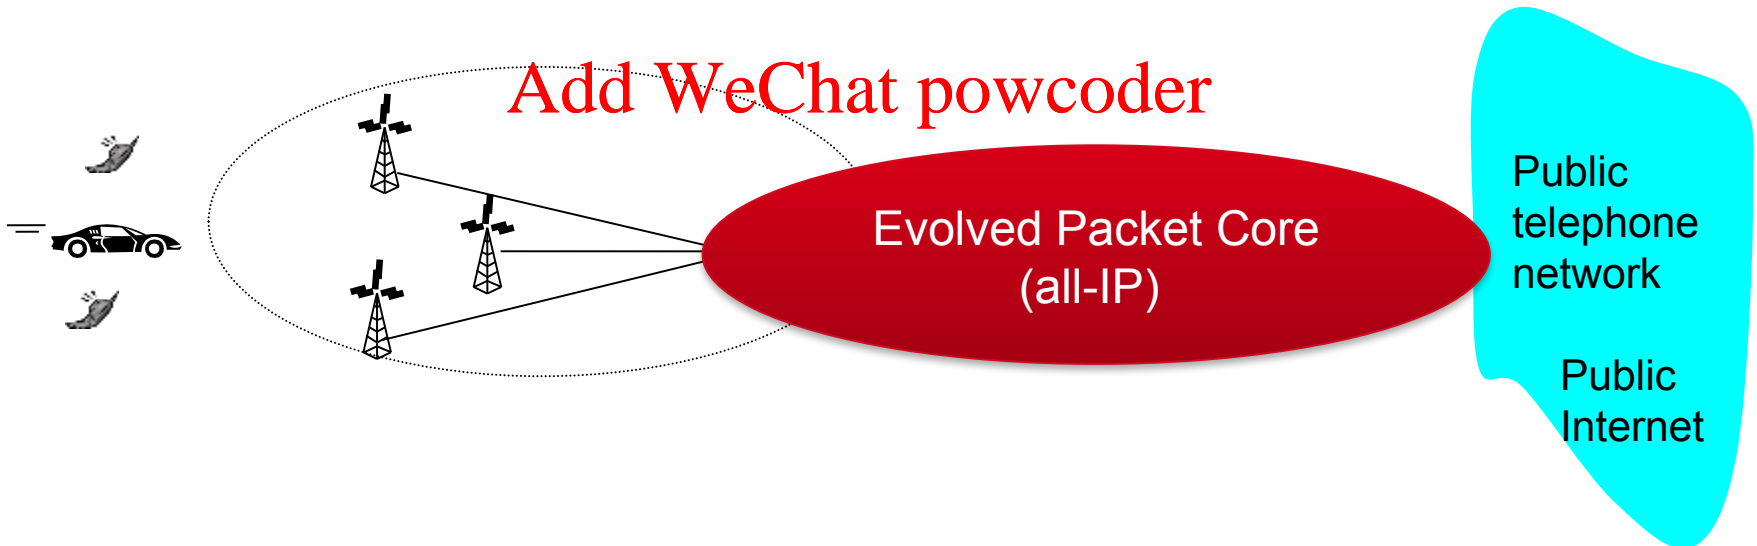 Add WeChat powcoder
Evolved Packet Core
(all-IP)
Public
telephone
network
Public
Internet